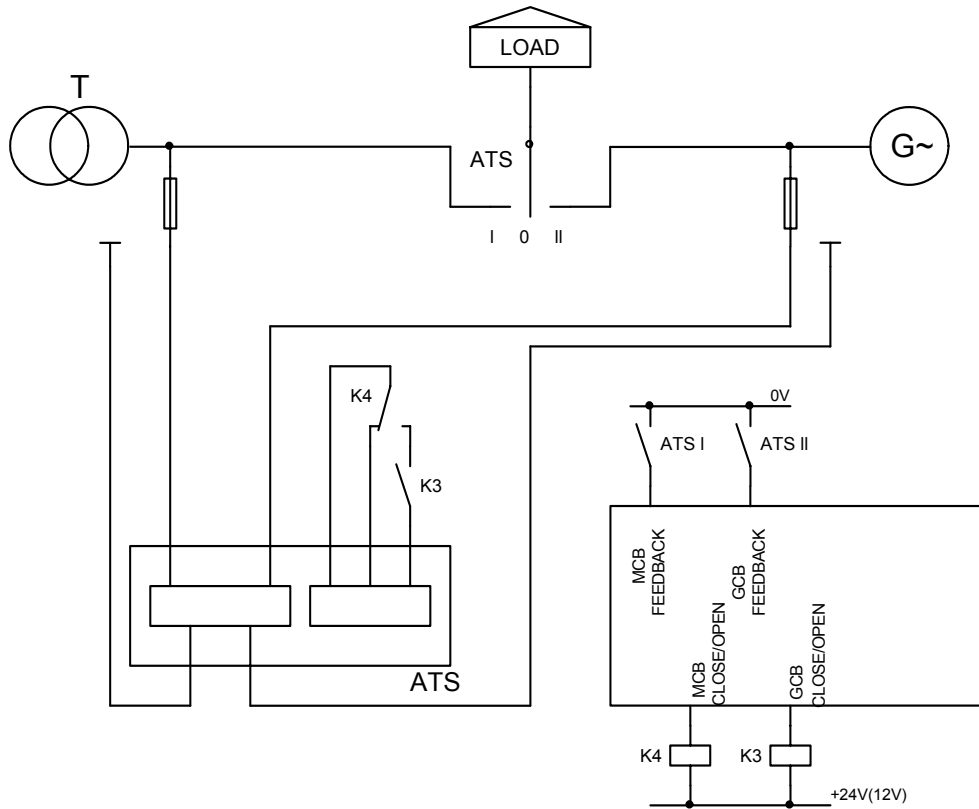 LOAD
T
ATS
G~
I 0 II
K4
K3
0V
ATS I
ATS II
MCB
FEEDBACK
GCB
FEEDBACK
MCB
CLOSE/OPEN
GCB
CLOSE/OPEN
ATS
K4
K3
+24V(12V)